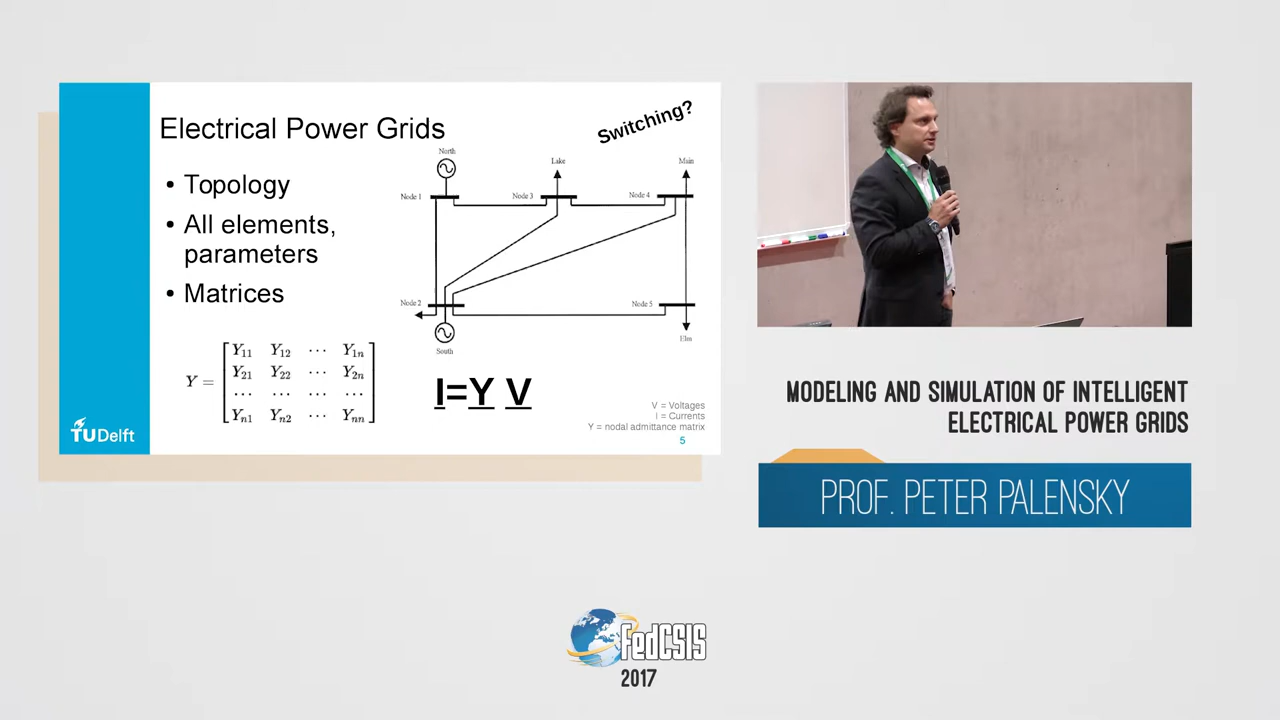 Electrical Power Grids
Switching?
• Topology
• All elements,
parameters
• Matrices
North
Lake
Main
Node 1
Node 3
Node 4
Node 2
Node 5
South
Elm
Y =
Y11 Y12 ⋯ Y1n
Y21 Y22 ⋯ Y2n
⋯ ⋯ ⋯ ⋯
Yn1 Yn2 ⋯ Ynn
I=Y V
V = Voltages
I = Currents
Y = nodal admittance matrix
5
TUDelft
MODELING AND SIMULATION OF INTELLIGENT
ELECTRICAL POWER GRIDS
PROF. PETER PALENSKY
FedCSIS
2017